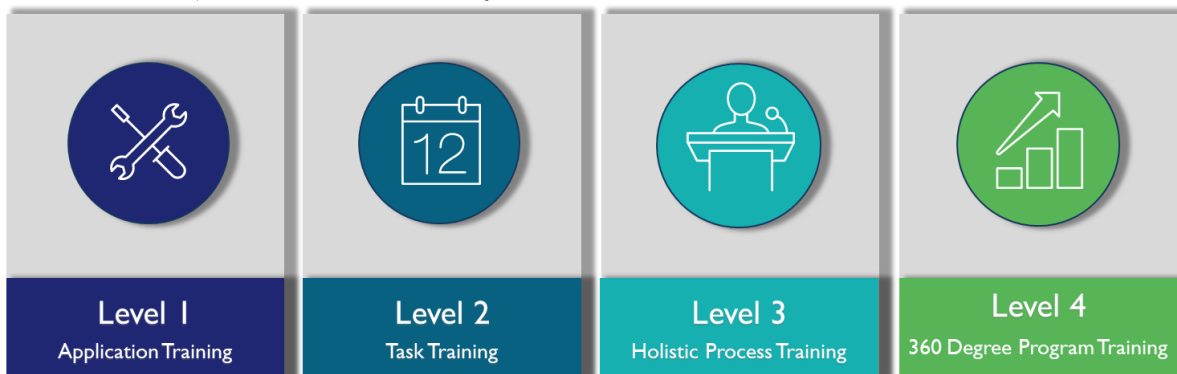 12
Level 1
Application Training
Level 2
Task Training
Level 3
Holistic Process Training
Level 4
360 Degree Program Training